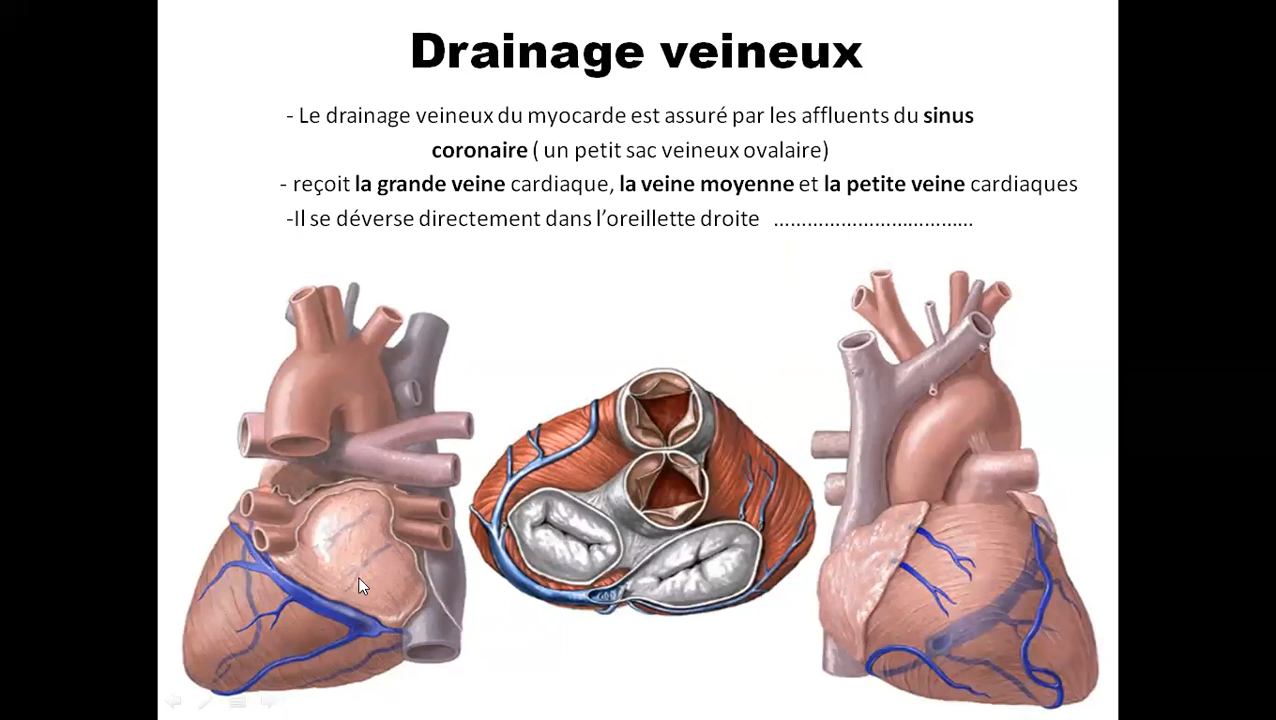 Drainage veineux
- Le drainage veineux du myocarde est assuré par les affluents du sinus
coronaire ( un petit sac veineux ovalaire)
- reçoit la grande veine cardiaque, la veine moyenne et la petite veine cardiaques
-Il se déverse directement dans l’oreillette droite …………………………….